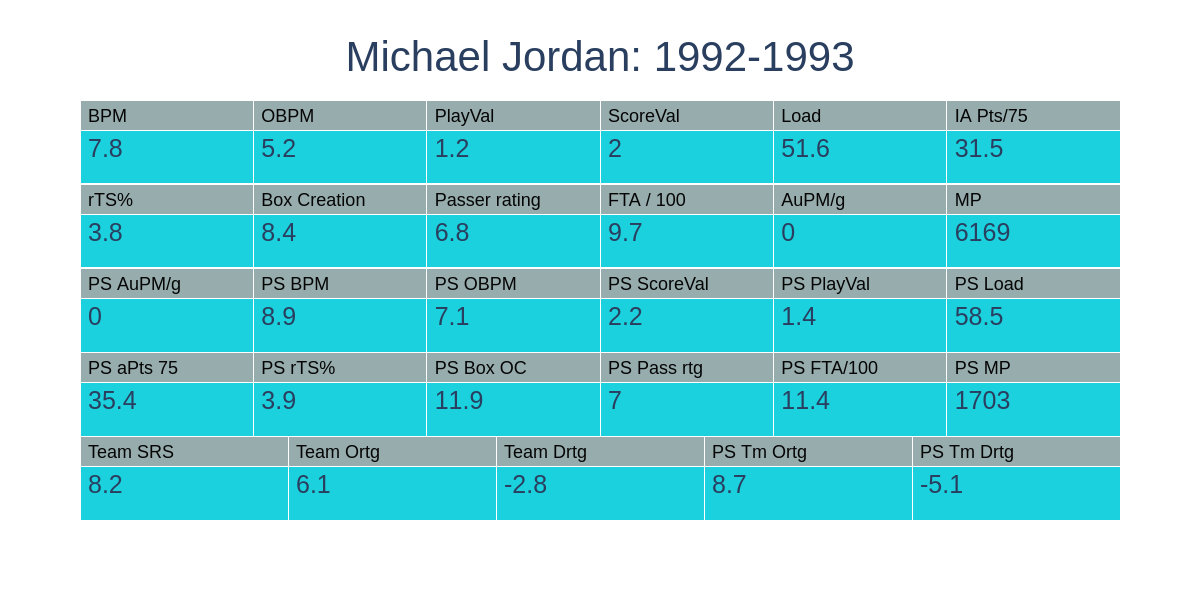 Michael Jordan: 1992-1993
BPM OBPM PlayVal ScoreVal Load IA Pts/75
7.8 5.2 1.2 2 51.6 31.5
rTS% Box Creation Passer rating FTA / 100 AuPM/g MP
3.8 8.4 6.8 9.7 0 6169
PS AuPM/g PS BPM PS OBPM PS ScoreVal PS PlayVal PS Load
0 8.9 7.1 2.2 1.4 58.5
PS aPts 75 PS rTS% PS Box OC PS Pass rtg PS FTA/100 PS MP
35.4 3.9 11.9 7 11.4 1703
Team SRS Team Ortg Team Drtg PS Tm Ortg PS Tm Drtg
8.2 6.1 -2.8 8.7 -5.1